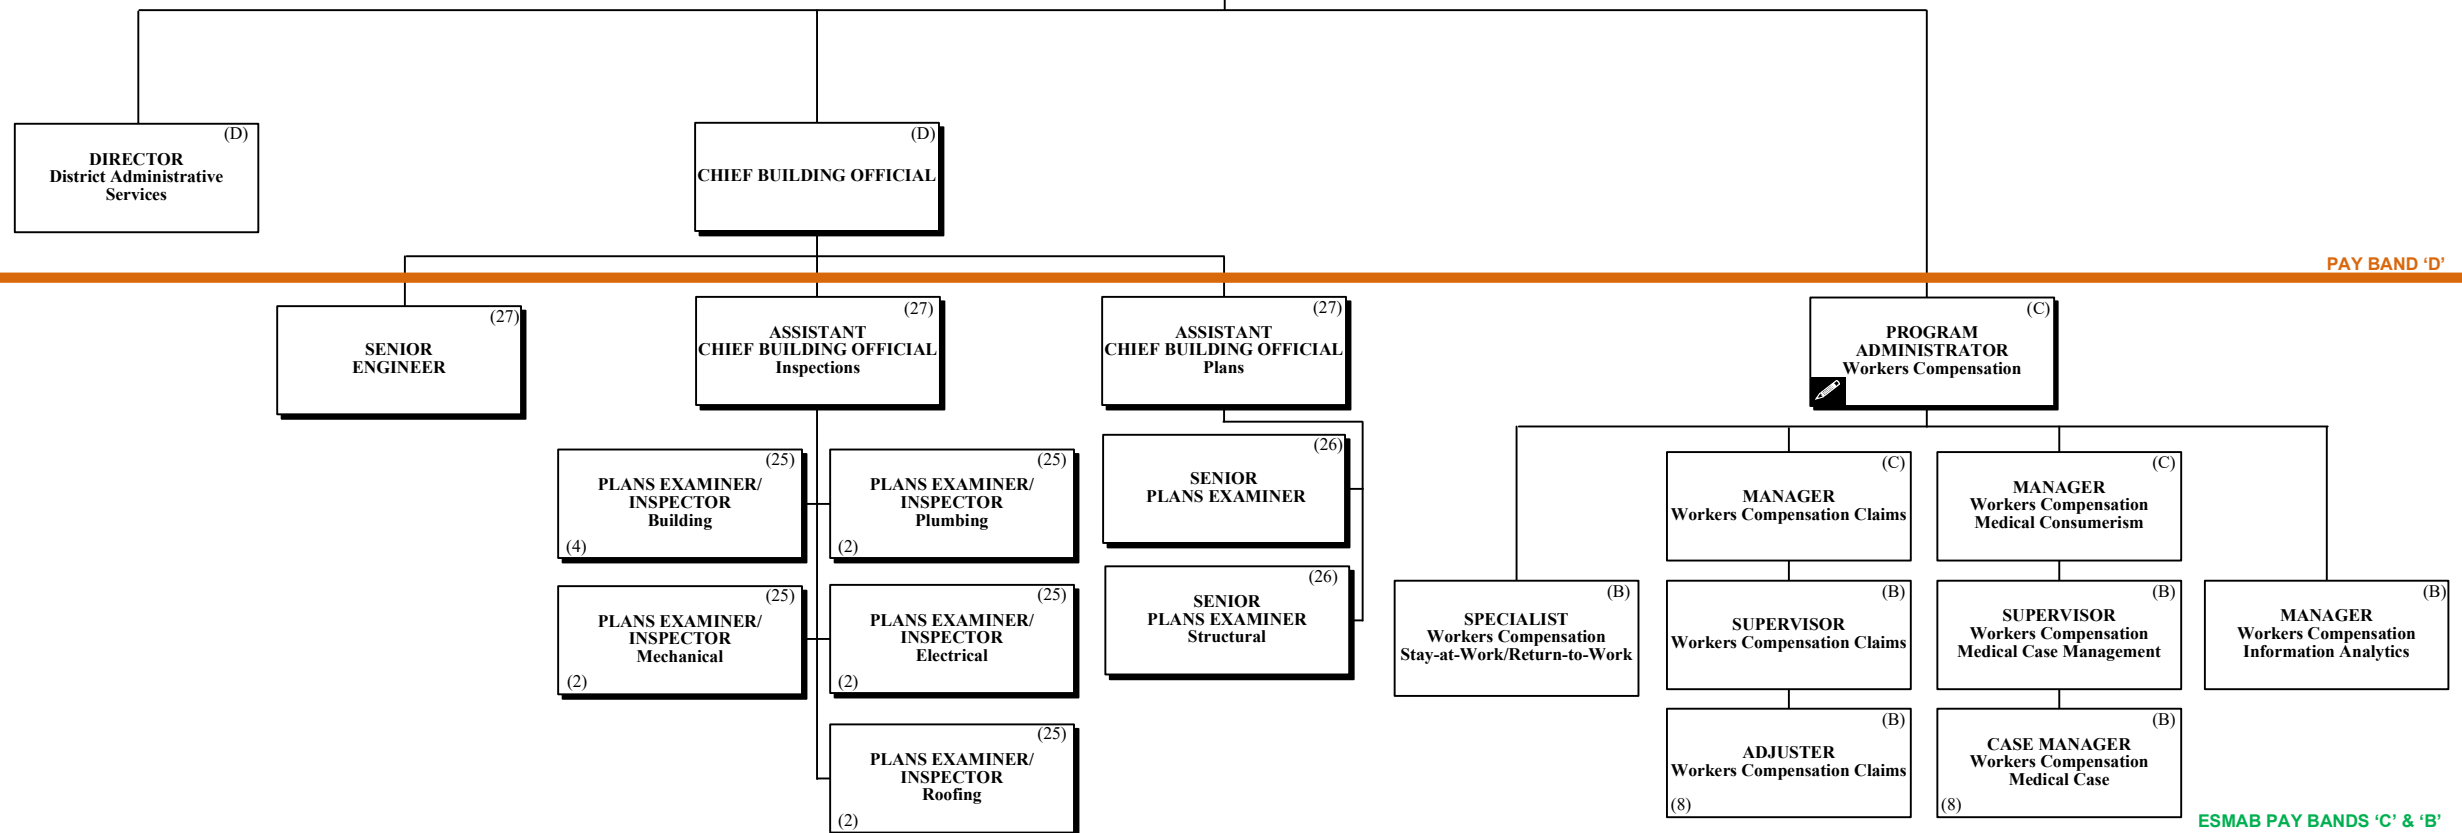 (D)
DIRECTOR
District Administrative
Services
(D)
CHIEF BUILDING OFFICIAL
PAY BAND ‘D’
(27)
SENIOR
ENGINEER
(27)
ASSISTANT
CHIEF BUILDING OFFICIAL
Inspections
(27)
ASSISTANT
CHIEF BUILDING OFFICIAL
Plans
(C)
PROGRAM
ADMINISTRATOR
Workers Compensation
(25)
PLANS EXAMINER/
INSPECTOR
Building
(4)
(25)
PLANS EXAMINER/
INSPECTOR
Plumbing
(2)
(26)
SENIOR
PLANS EXAMINER
(C)
MANAGER
Workers Compensation Claims
(C)
MANAGER
Workers Compensation
Medical Consumerism
(25)
PLANS EXAMINER/
INSPECTOR
Mechanical
(2)
(25)
PLANS EXAMINER/
INSPECTOR
Electrical
(2)
(26)
SENIOR
PLANS EXAMINER
Structural
(B)
SPECIALIST
Workers Compensation
Stay-at-Work/Return-to-Work
(B)
SUPERVISOR
Workers Compensation Claims
(B)
SUPERVISOR
Workers Compensation
Medical Case Management
(B)
MANAGER
Workers Compensation
Information Analytics
(25)
PLANS EXAMINER/
INSPECTOR
Roofing
(2)
(B)
ADJUSTER
Workers Compensation Claims
(8)
(B)
CASE MANAGER
Workers Compensation
Medical Case
(8)
ESMAB PAY BANDS ‘C’ & ‘B’